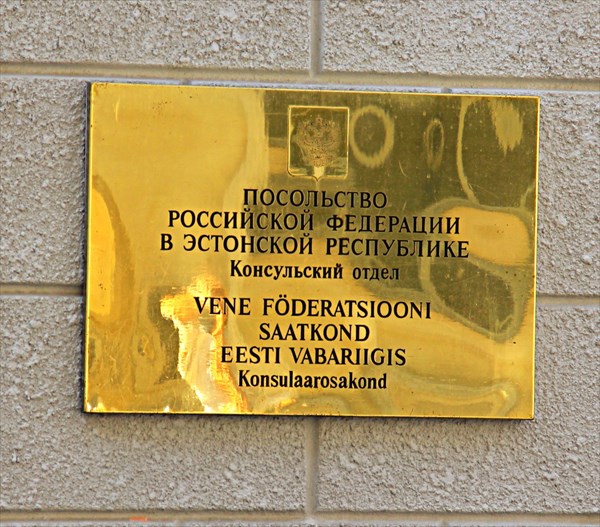 ПОСОЛЬСТВО
РОССИЙСКОЙ ФЕДЕРАЦИИ
В ЭСТОНСКОЙ РЕСПУБЛИКЕ
Консульский отдел
VENE FÖDERATSIOONI
SAATKOND
EESTI VABARIIGIS
Konsulaarosakond